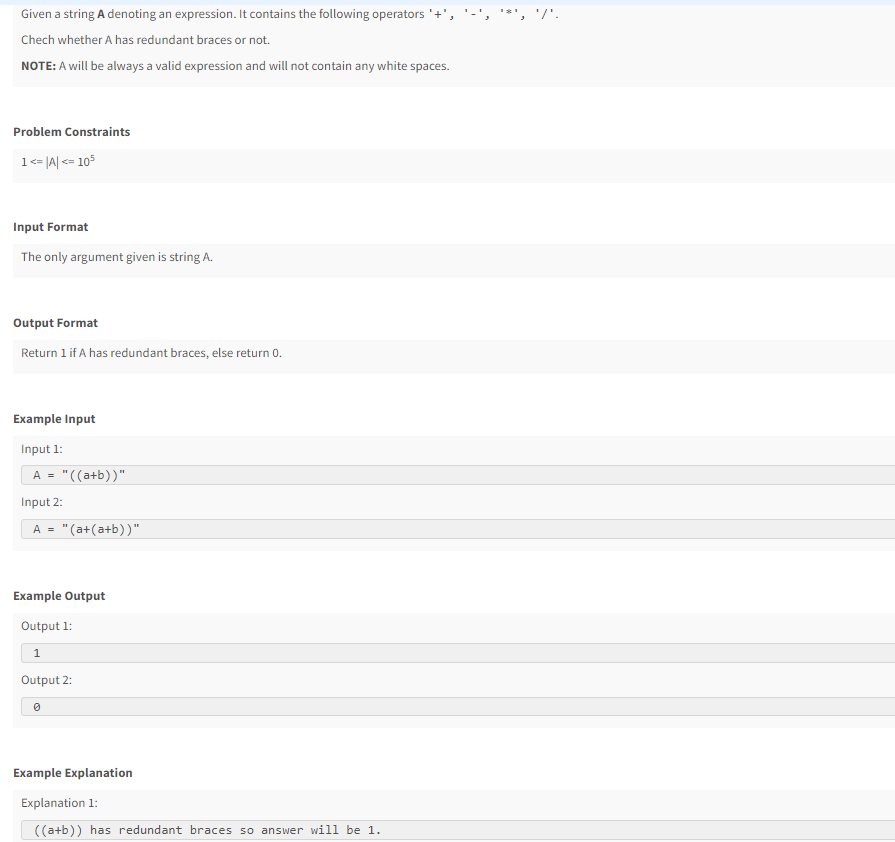 Given a string A denoting an expression. It contains the following operators '+', '-', '*', '/'.
Chech whether A has redundant braces or not.
NOTE: A will be always a valid expression and will not contain any white spaces.
Problem Constraints
1 <= |A| <= 10⁵
Input Format
The only argument given is string A.
Output Format
Return 1 if A has redundant braces, else return 0.
Example Input
Input 1:
A = "((a+b))"
Input 2:
A = "(a+(a+b))"
Example Output
Output 1:
1
Output 2:
0
Example Explanation
Explanation 1:
((a+b)) has redundant braces so answer will be 1.